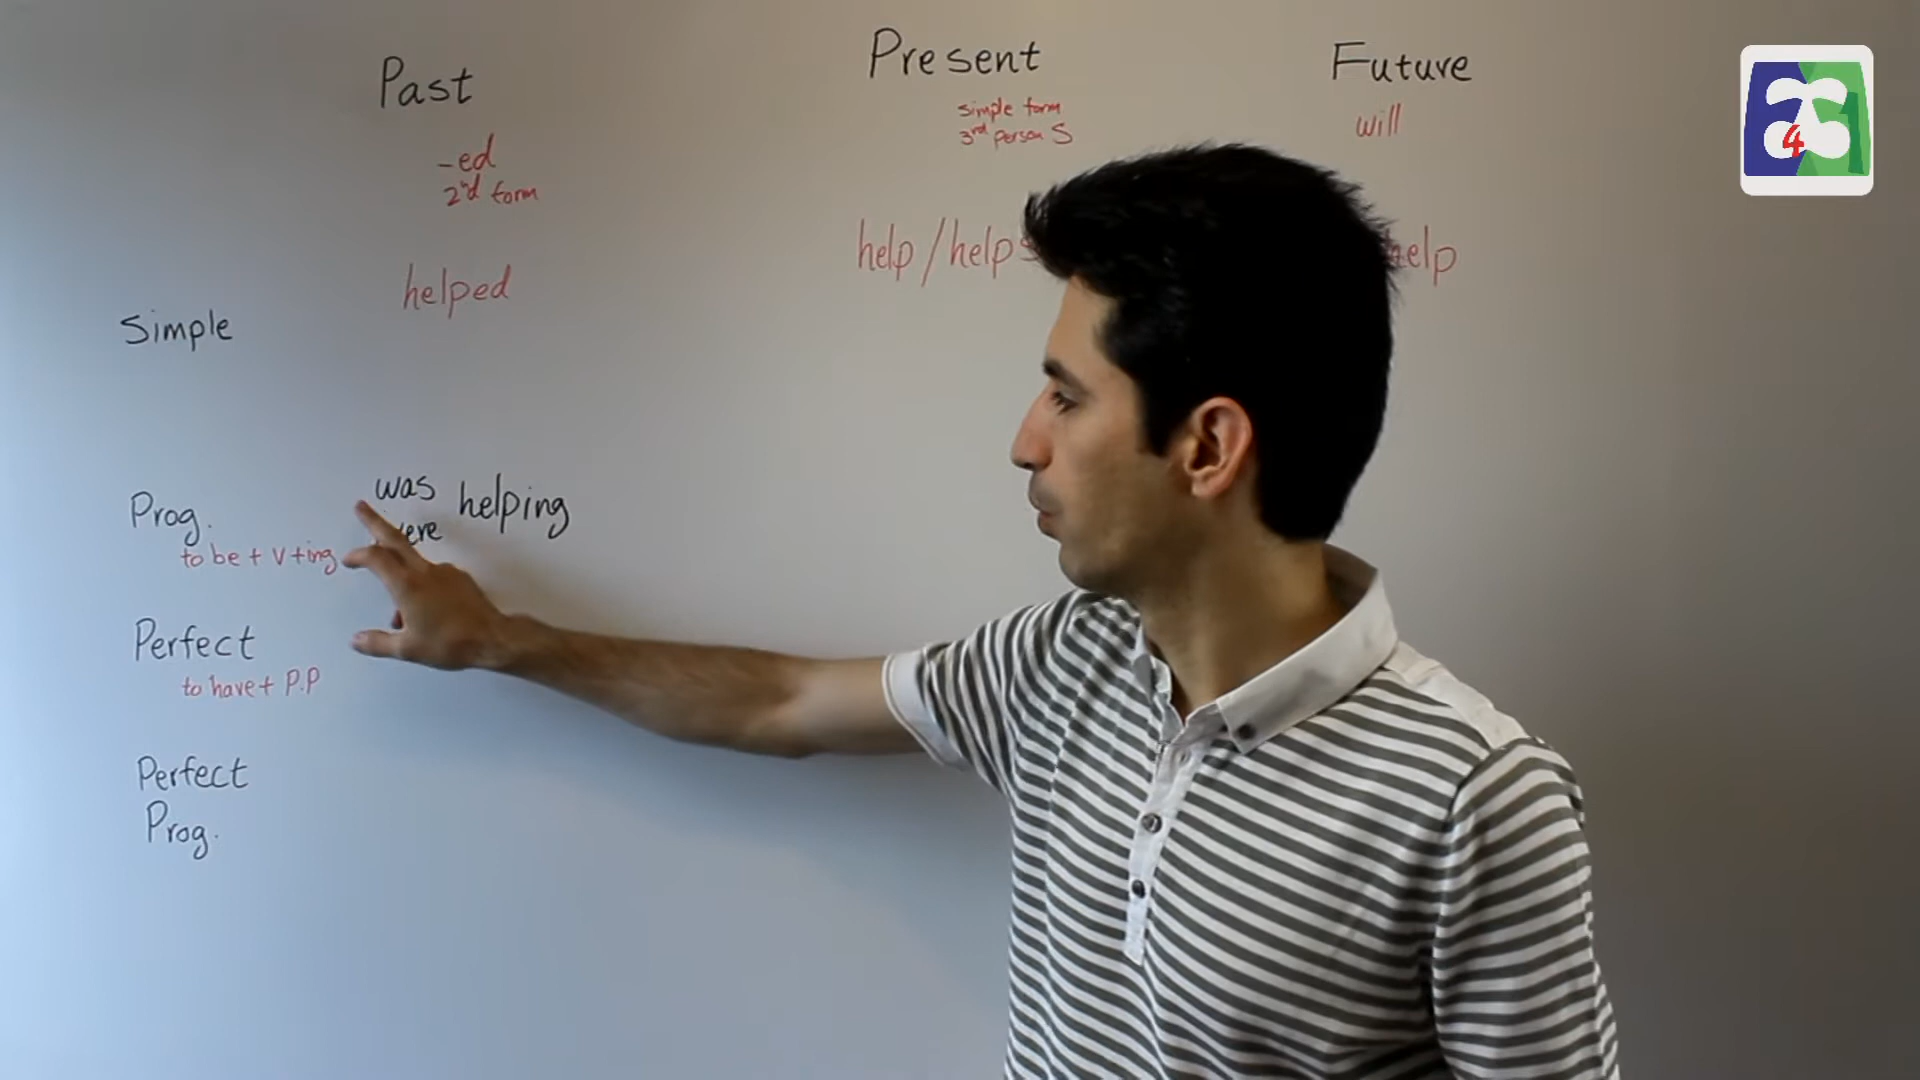 Past
Present
Future
-ed
2nd form
simple form
3rd person S
will
helped
help / helps
help
Simple
was
were
helping
Prog.
to be + V +ing
Perfect
to have + P.P
Perfect
Prog.
4